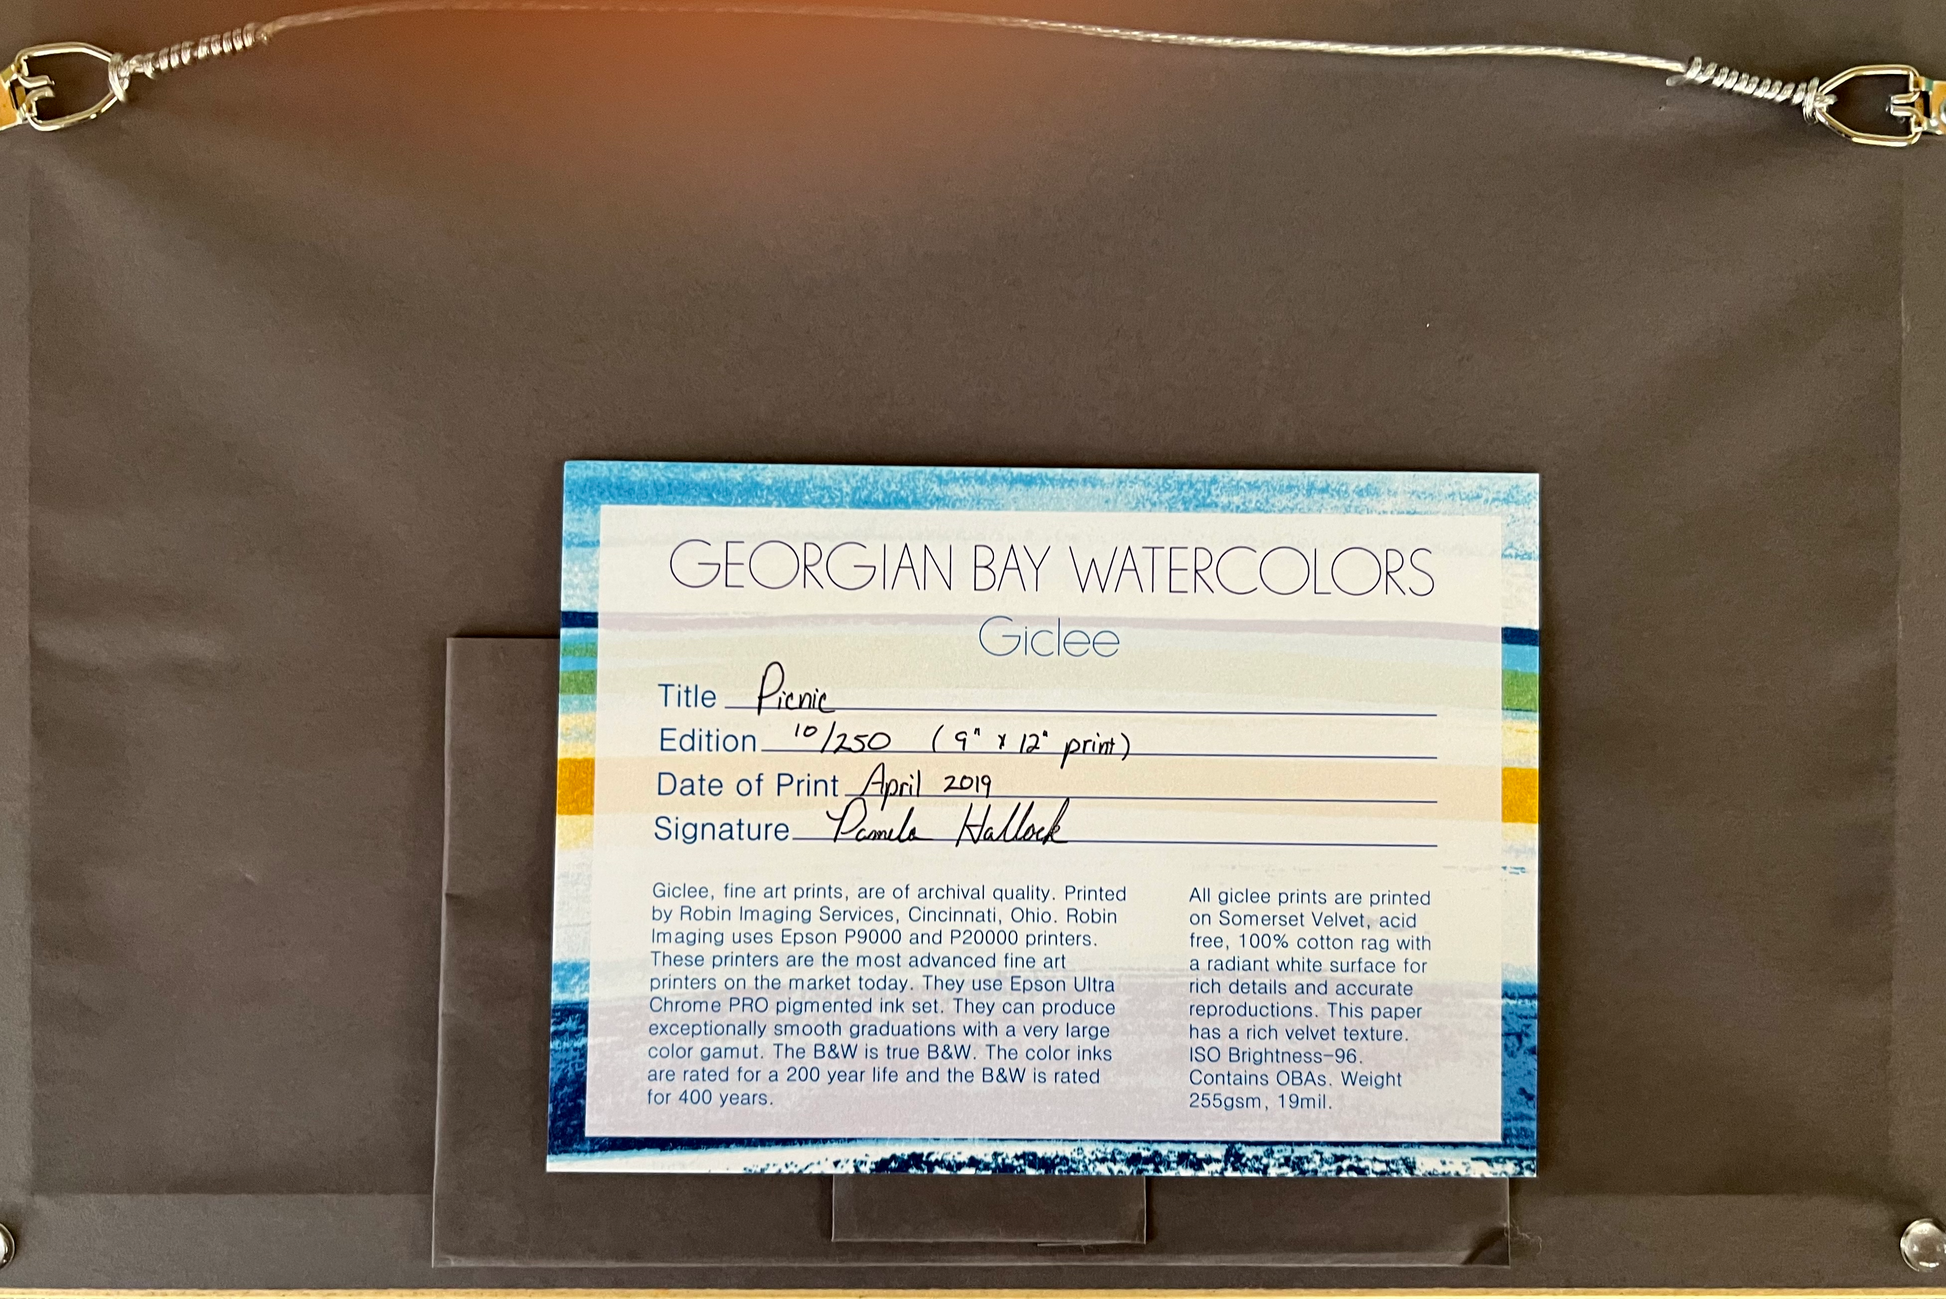 GEORGIAN BAY WATERCOLORS
Giclee
Title Picnic
Edition 10/250 (9" x 12" print)
Date of Print April 2019
Signature Pamela Hallock
Giclee, fine art prints, are of archival quality. Printed
by Robin Imaging Services, Cincinnati, Ohio. Robin
Imaging uses Epson P9000 and P20000 printers.
These printers are the most advanced fine art
printers on the market today. They use Epson Ultra
Chrome PRO pigmented ink set. They can produce
exceptionally smooth graduations with a very large
color gamut. The B&W is true B&W. The color inks
are rated for a 200 year life and the B&W is rated
for 400 years.
All giclee prints are printed
on Somerset Velvet, acid
free, 100% cotton rag with
a radiant white surface for
rich details and accurate
reproductions. This paper
has a rich velvet texture.
ISO Brightness-96.
Contains OBAs. Weight
255gsm, 19mil.